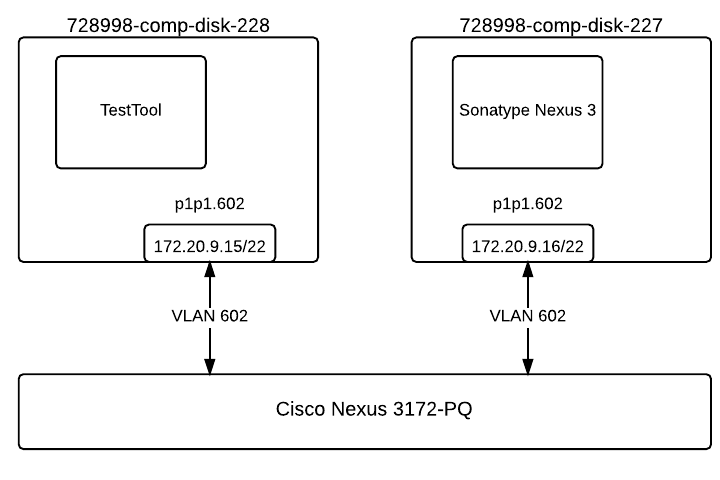 728998-comp-disk-228
728998-comp-disk-227
TestTool
Sonatype Nexus 3
p1p1.602
p1p1.602
172.20.9.15/22
172.20.9.16/22
VLAN 602
VLAN 602
Cisco Nexus 3172-PQ